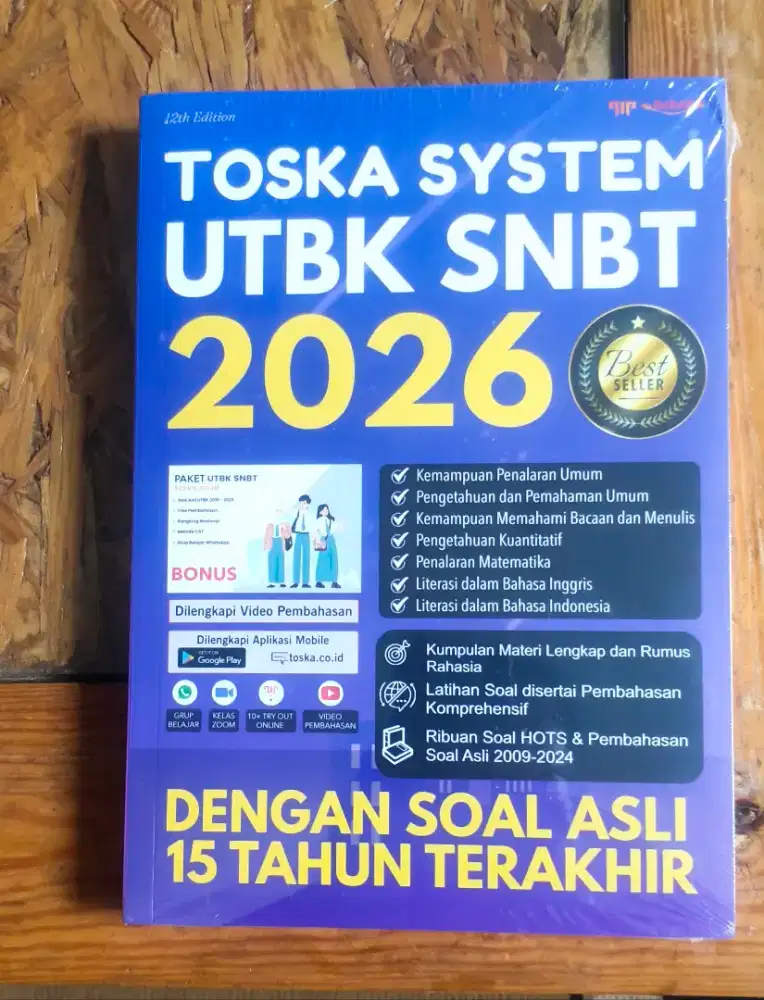 12th Edition
TOSKA SYSTEM
UTBK SNBT
2026
Best
SELLER
PAKET UTBK SNBT
BONUS
Dilengkapi Video Pembahasan
Dilengkapi Aplikasi Mobile
GET IT ON
Google Play
toska.co.id
GRUP
BELAJAR
KELAS
ZOOM
10+ TRY OUT
ONLINE
VIDEO
PEMBAHASAN
Kemampuan Penalaran Umum
Pengetahuan dan Pemahaman Umum
Kemampuan Memahami Bacaan dan Menulis
Pengetahuan Kuantitatif
Penalaran Matematika
Literasi dalam Bahasa Inggris
Literasi dalam Bahasa Indonesia
Kumpulan Materi Lengkap dan Rumus
Rahasia
Latihan Soal disertai Pembahasan
Komprehensif
Ribuan Soal HOTS & Pembahasan
Soal Asli 2009-2024
DENGAN SOAL ASLI
15 TAHUN TERAKHIR